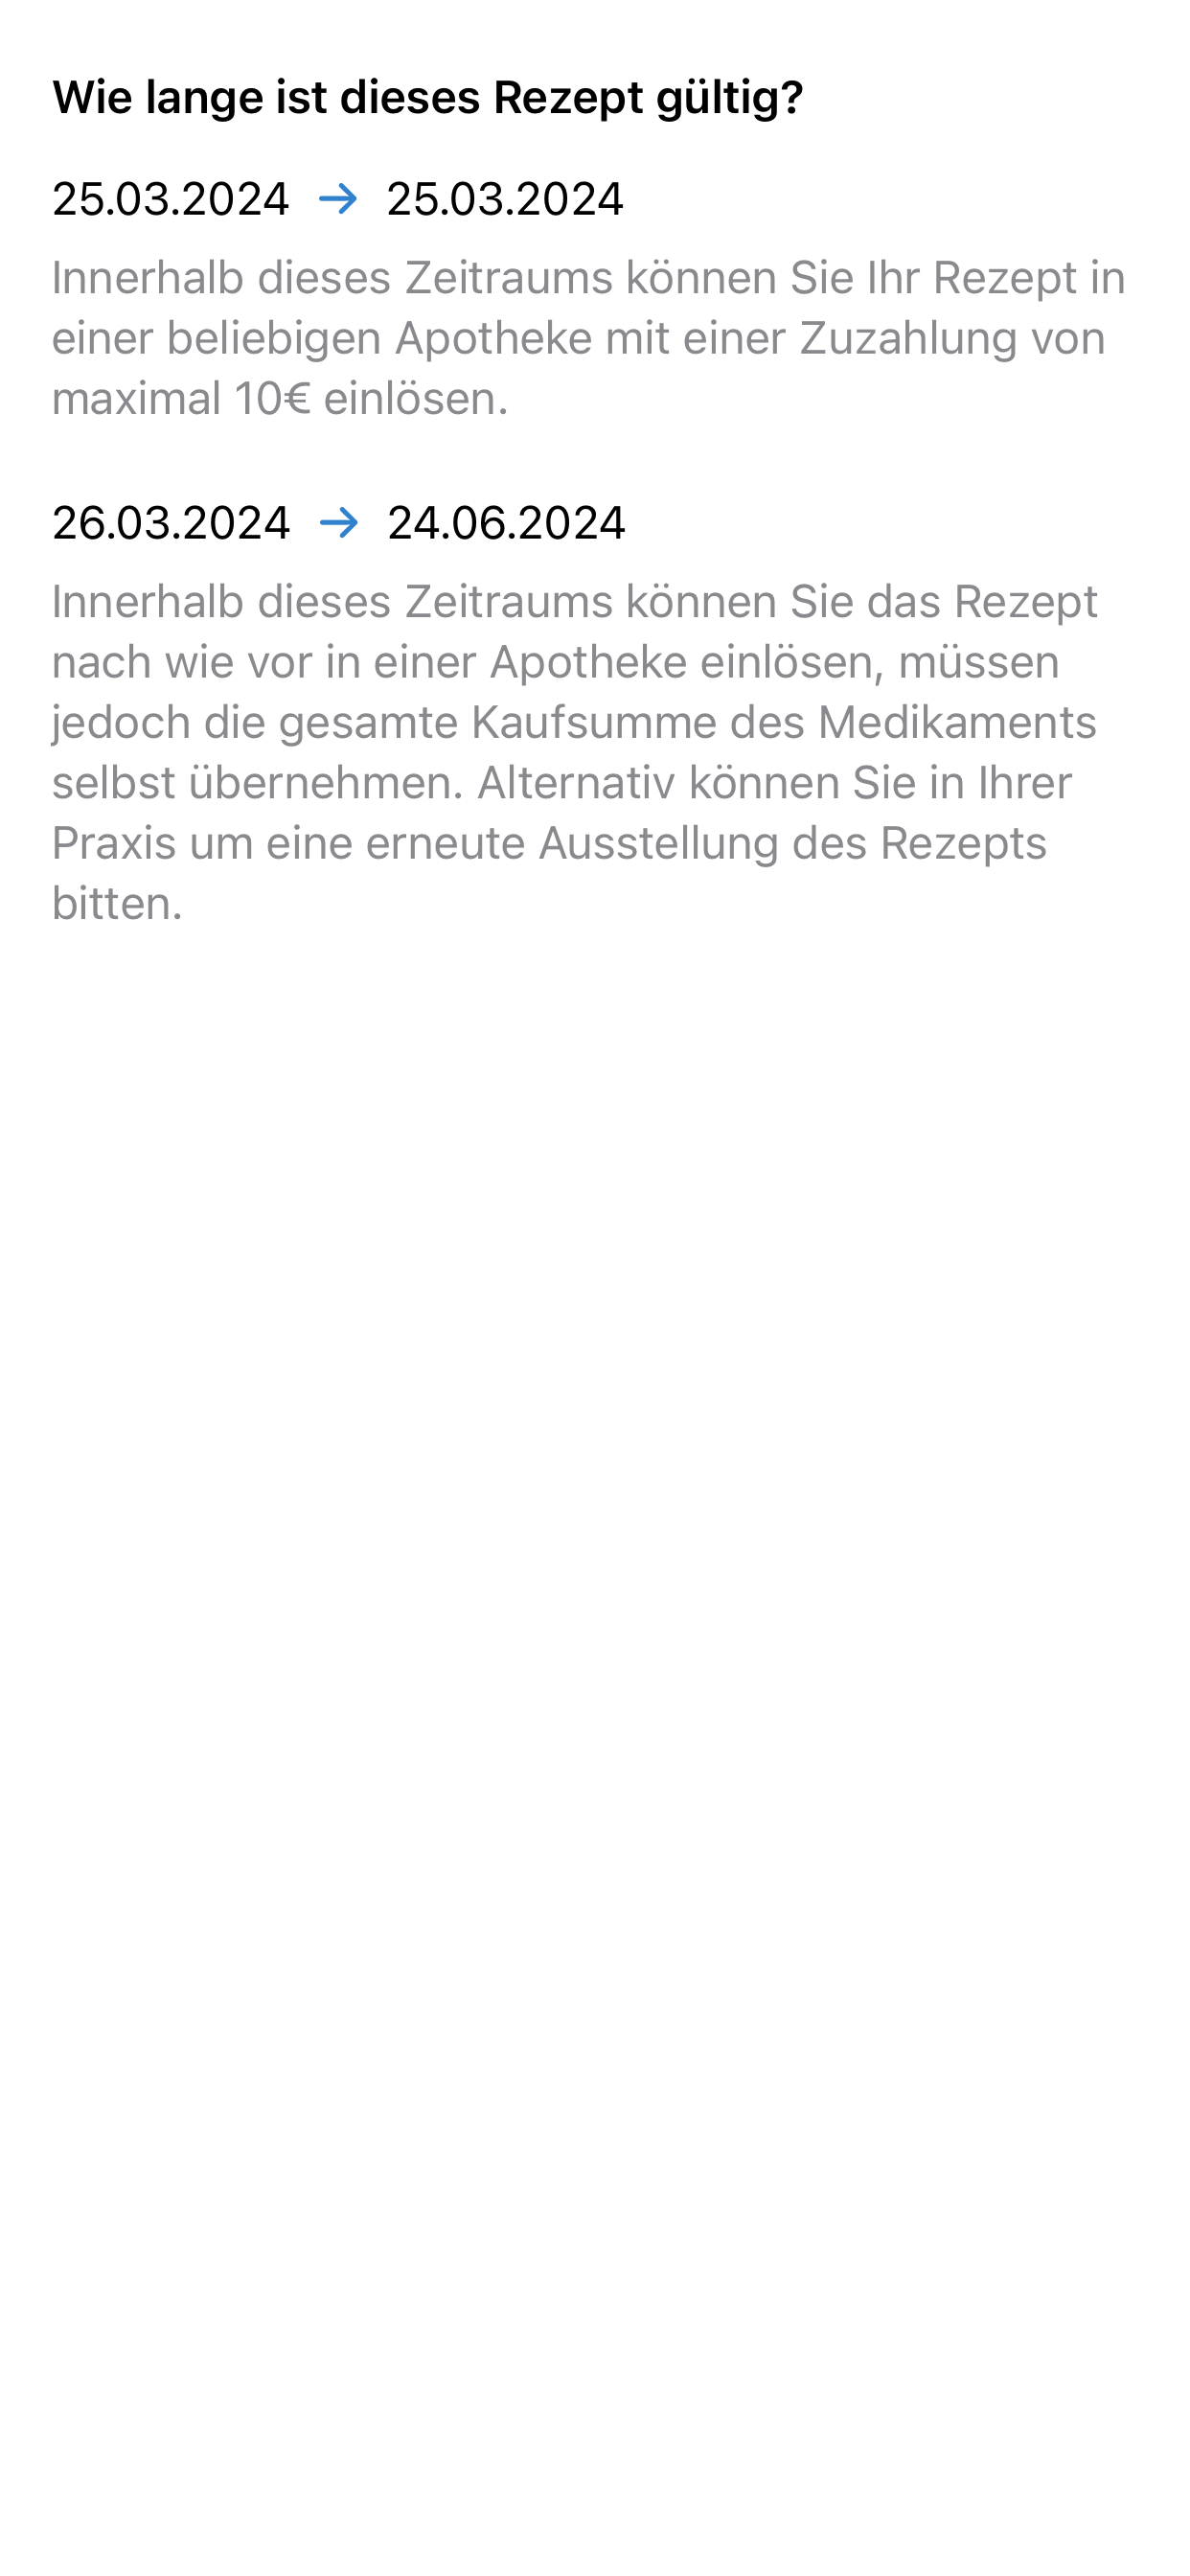 Wie lange ist dieses Rezept gültig?
25.03.2024 → 25.03.2024
Innerhalb dieses Zeitraums können Sie Ihr Rezept in
einer beliebigen Apotheke mit einer Zuzahlung von
maximal 10€ einlösen.
26.03.2024 → 24.06.2024
Innerhalb dieses Zeitraums können Sie das Rezept
nach wie vor in einer Apotheke einlösen, müssen
jedoch die gesamte Kaufsumme des Medikaments
selbst übernehmen. Alternativ können Sie in Ihrer
Praxis um eine erneute Ausstellung des Rezepts
bitten.